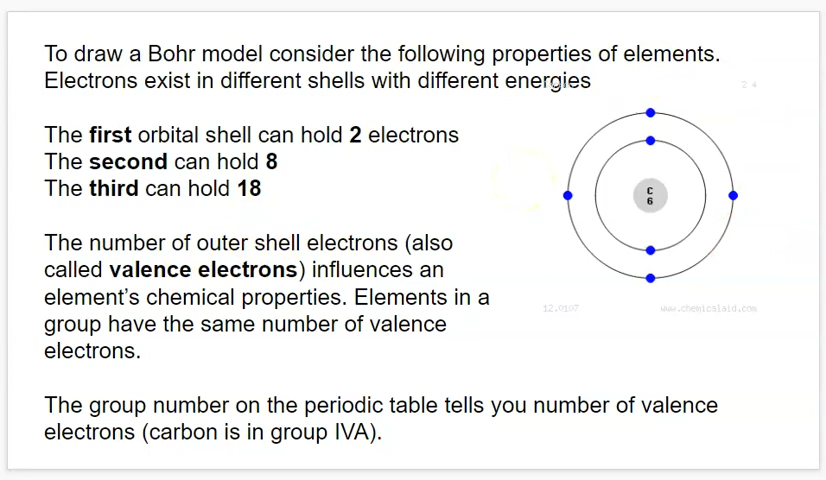 To draw a Bohr model consider the following properties of elements.
Electrons exist in different shells with different energies
2 4
The first orbital shell can hold 2 electrons
The second can hold 8
The third can hold 18
C
6
The number of outer shell electrons (also
called valence electrons) influences an
element's chemical properties. Elements in a
group have the same number of valence
electrons.
12.0107 www.chemicalaid.com
The group number on the periodic table tells you number of valence
electrons (carbon is in group IVA).